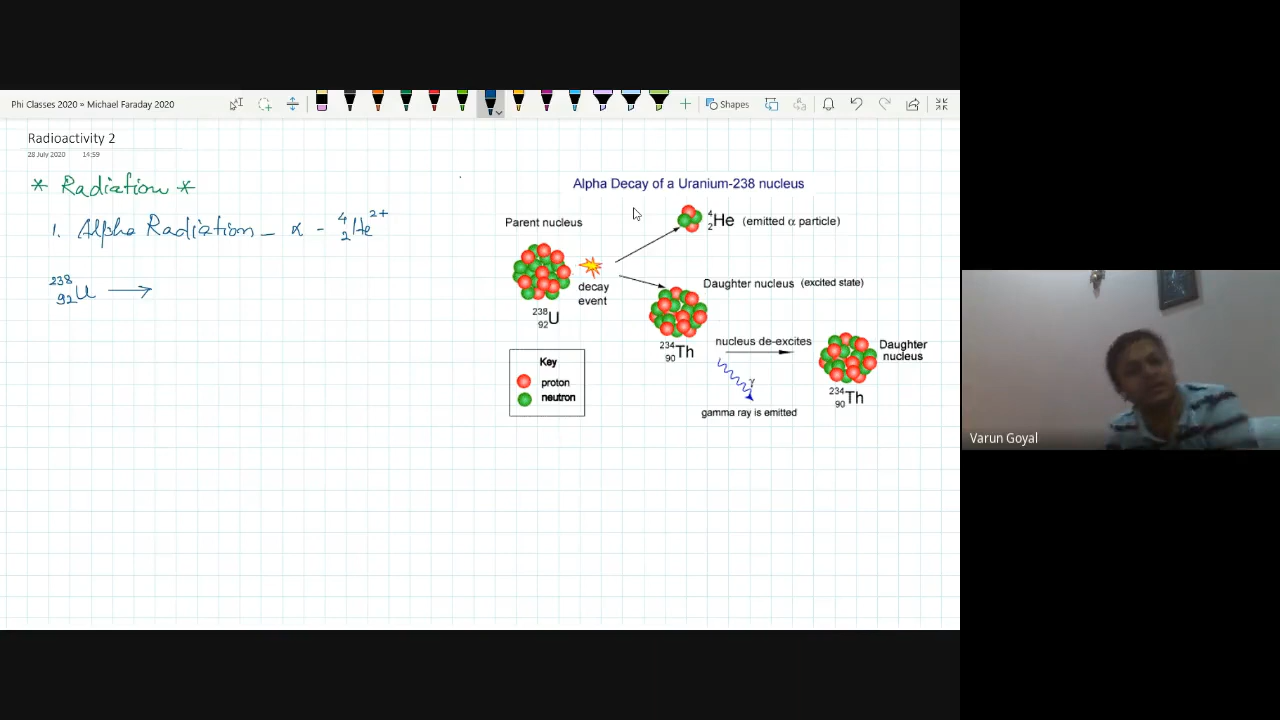 Phi Classes 2020 » Michael Faraday 2020
Shapes
Radioactivity 2
28 July 2020 14:59
* Radiation *
1. Alpha Radiation - α - ⁴₂He²⁺
²³⁸₉₂U ⟶
Alpha Decay of a Uranium-238 nucleus
Parent nucleus
⁴₂He (emitted α particle)
decay
event
²³⁸₉₂U
Daughter nucleus (excited state)
²³⁴₉₀Th
nucleus de-excites
γ
gamma ray is emitted
Daughter
nucleus
²³⁴₉₀Th
Key
proton
neutron
Varun Goyal